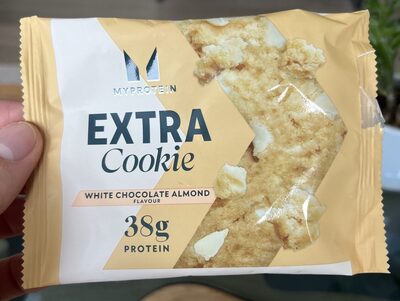 MYPROTEIN
EXTRA
Cookie
WHITE CHOCOLATE ALMOND
FLAVOUR
38g
PROTEIN